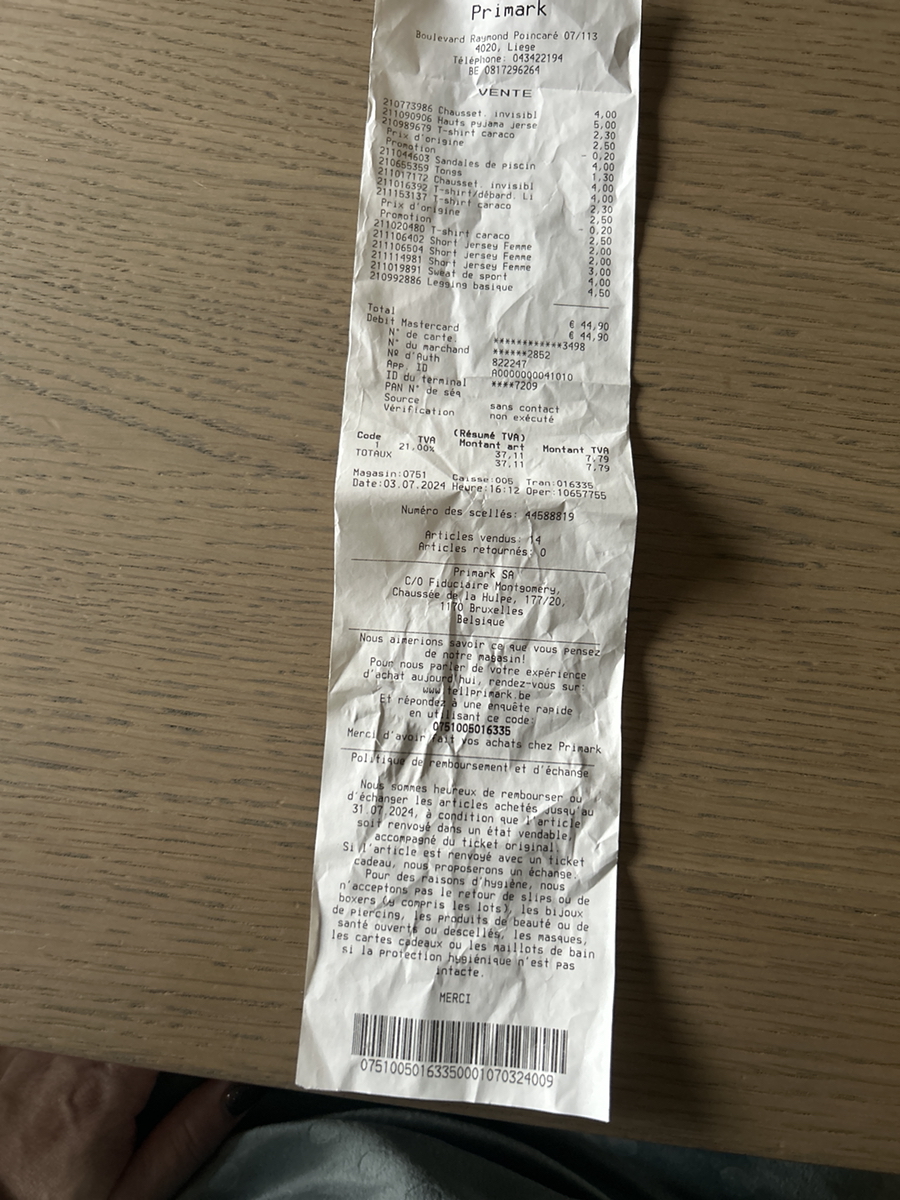 Primark
Boulevard Raymond Poincaré 07/113
4020, Liege
Téléphone: 043422194
BE 0817296264
VENTE
210773986 Chausset. invisibl 4,00
211090906 Hauts pyjama jerse 5,00
210989679 T-shirt caraco 2,30
Prix d'origine 2,50
Promotion - 0,20
211044603 Sandales de piscin 4,00
210655359 Tongs 1,30
211017172 Chausset. invisibl 4,00
211016392 T-shirt/débard. Li 4,00
211153137 T-shirt caraco 2,30
Prix d'origine 2,50
Promotion - 0,20
211020480 T-shirt caraco 2,50
211106402 Short Jersey Femme 2,00
211106504 Short Jersey Femme 2,00
211114981 Short Jersey Femme 3,00
211019891 Sweat de sport 4,00
210992886 Legging basique 4,50
Total € 44,90
Debit Mastercard € 44,90
N° de carte. ************3498
N° du marchand ******2852
Nº d'Auth 822247
App. ID A0000000041010
ID du terminal ****7209
PAN N° de séq
Source sans contact
Vérification non exécuté
(Résumé TVA)
Code TVA Montant art Montant TVA
1 21.00% 37,11 7,79
TOTAUX 37,11 7,79
Magasin:0751 Caisse:005 Tran:016335
Date:03.07.2024 Heure:16:12 Oper:10657755
Numéro des scellés: 44588819
Articles vendus: 14
Articles retournés: 0
Primark SA
C/O Fiduciaire Montgomery,
Chaussée de la Hulpe, 177/20,
1170 Bruxelles
Belgique
Nous aimerions savoir ce que vous pensez
de notre magasin!
Pour nous parler de votre expérience
d'achat aujourd'hui, rendez-vous sur:
www.tellprimark.be
Et répondez à une enquête rapide
en utilisant ce code:
0751005016335
Merci d'avoir fait vos achats chez Primark
Politique de remboursement et d'échange
Nous sommes heureux de rembourser ou
d'échanger les articles achetés jusqu'au
31.07.2024, à condition que l'article
soit renvoyé dans un état vendable,
accompagné du ticket original.
Si l'article est renvoyé avec un ticket
cadeau, nous proposerons un échange.
Pour des raisons d'hygiène, nous
n'acceptons pas le retour de slips ou de
boxers (y compris les lots), les bijoux
de piercing, les produits de beauté ou de
santé ouverts ou descellés, les masques,
les cartes cadeaux ou les maillots de bain
si la protection hygiénique n'est pas
intacte.
MERCI
07510050163350001070324009